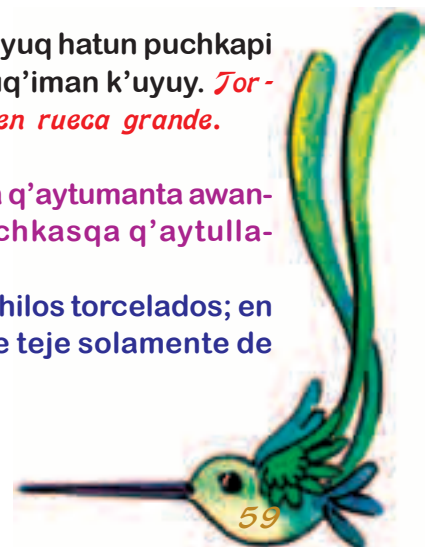 yuq hatun puchkapi
q'iman k'uyuy. Tor-
en rueca grande.
q'aytumanta awan-
chkasqa q'aytulla-
hilos torcelados; en
teje solamente de
59